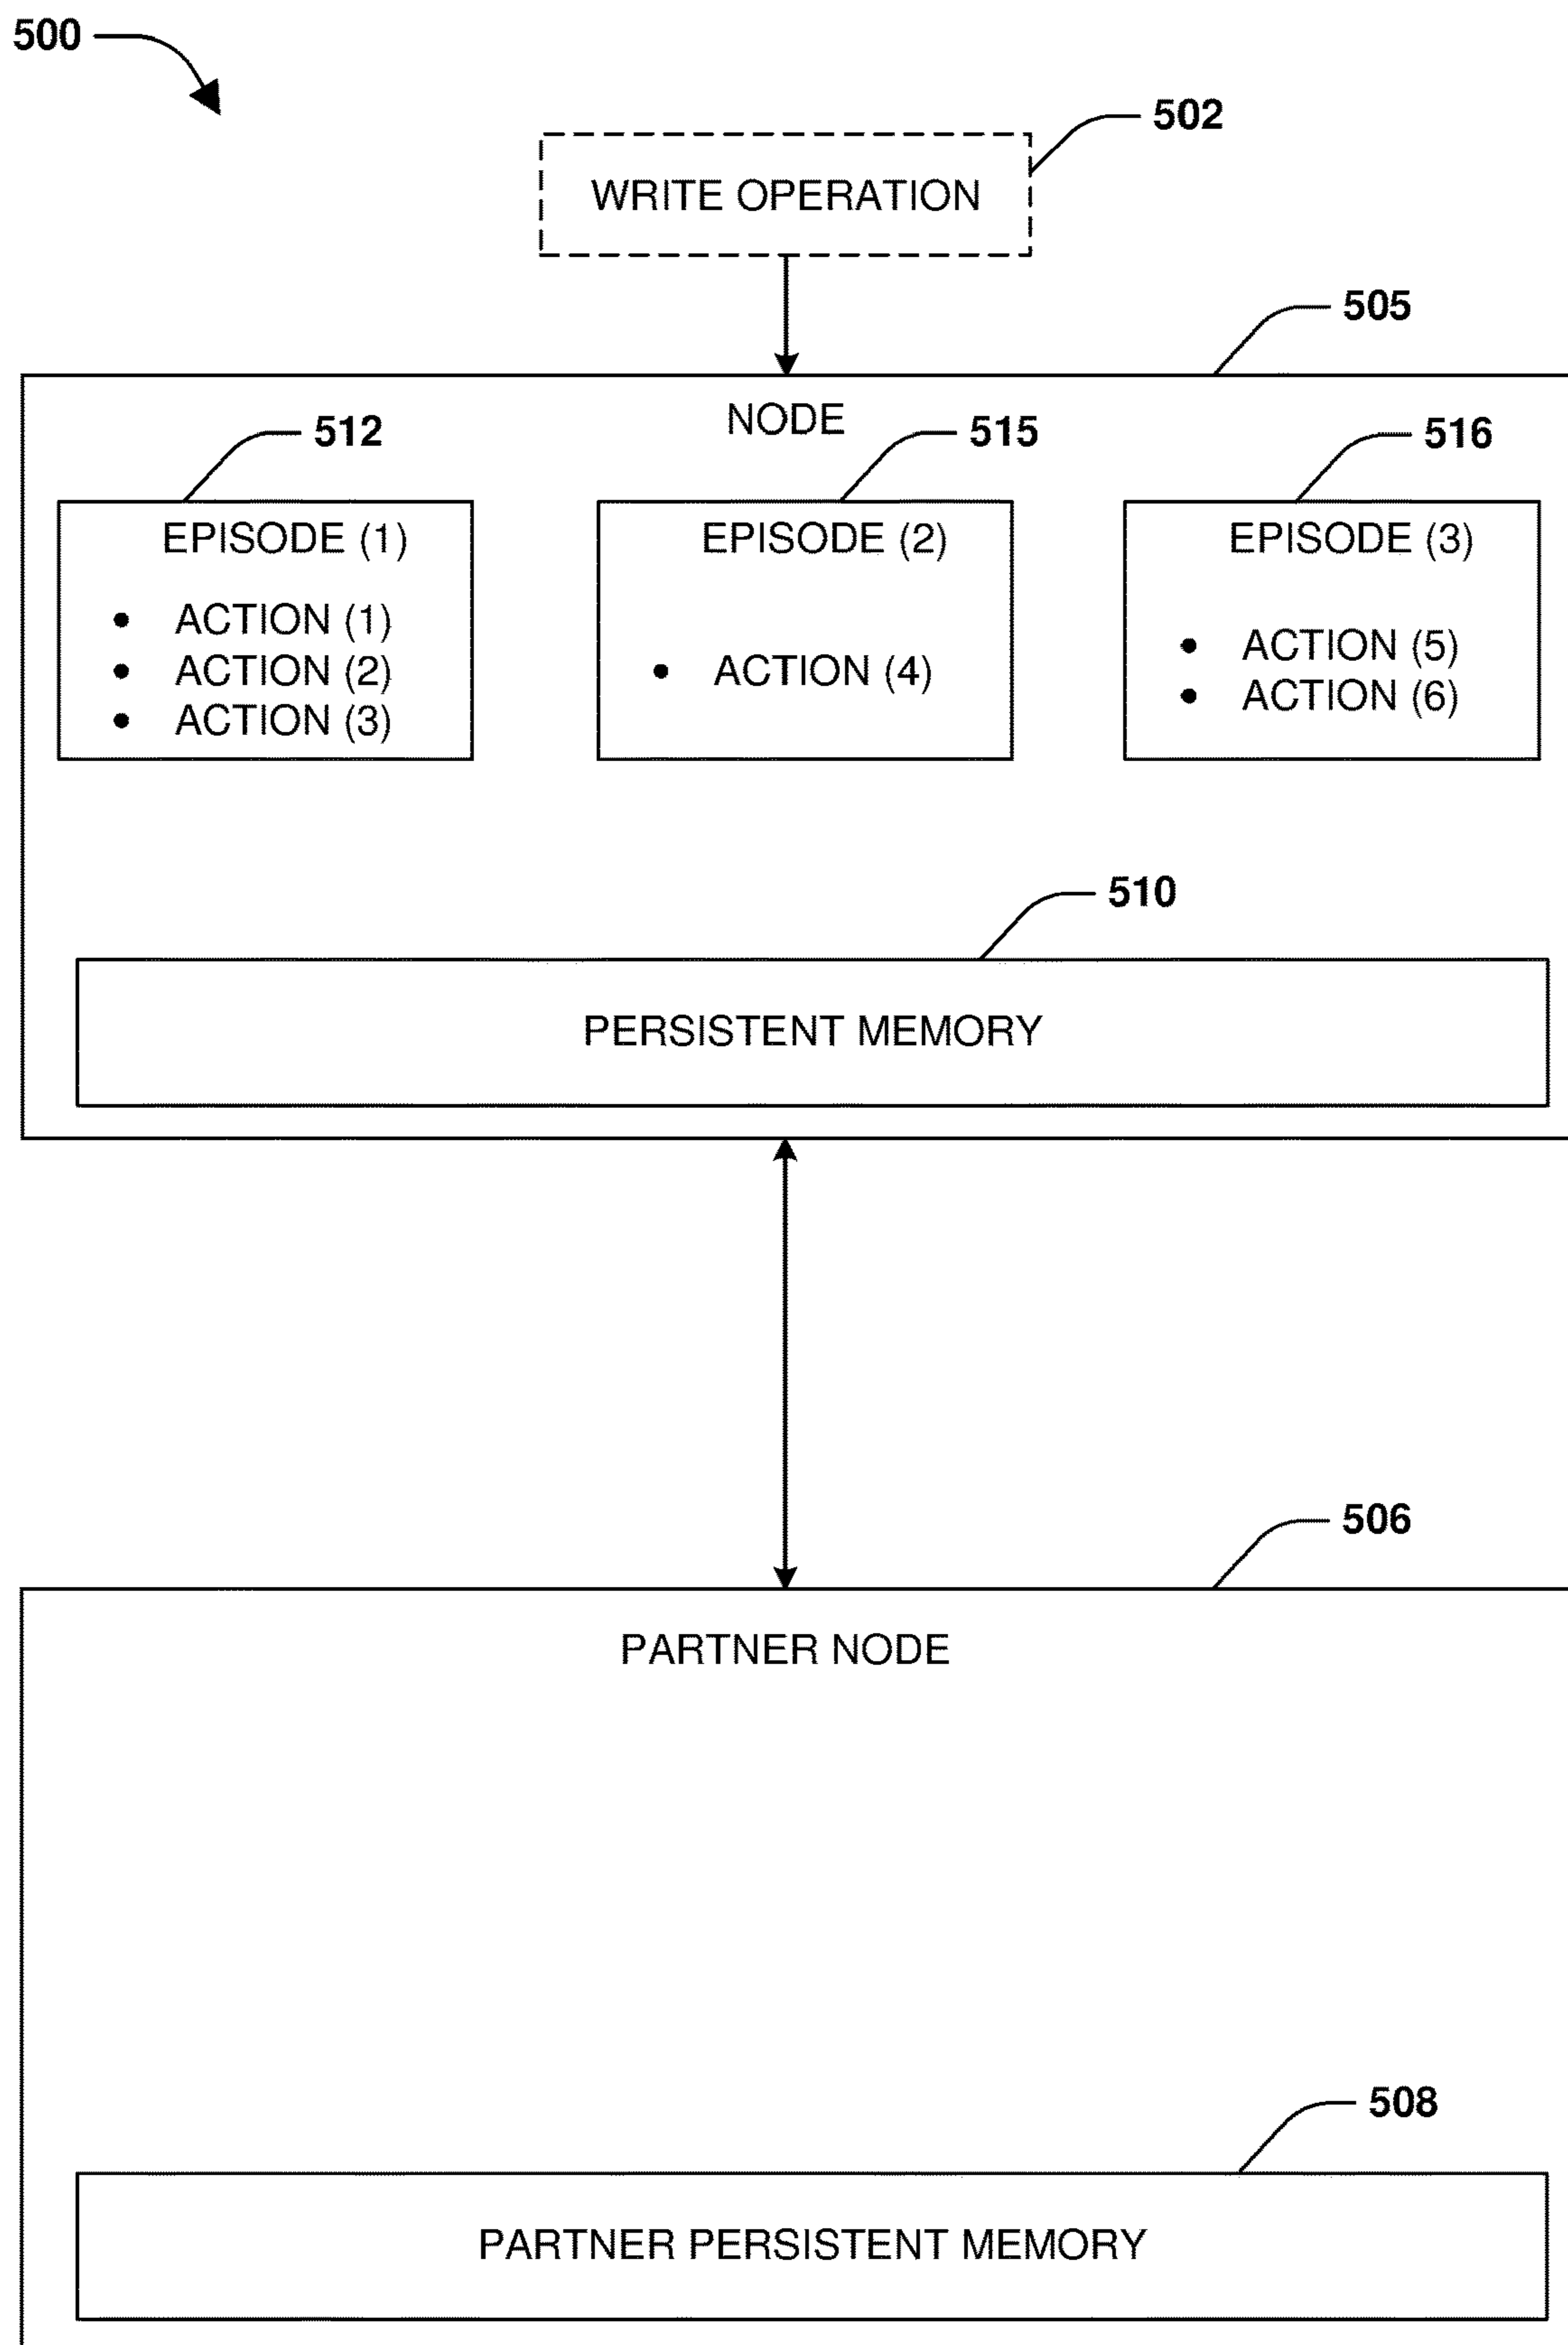 500
502
WRITE OPERATION
505
NODE
512
515
516
EPISODE (1)
• ACTION (1)
• ACTION (2)
• ACTION (3)
EPISODE (2)
• ACTION (4)
EPISODE (3)
• ACTION (5)
• ACTION (6)
510
PERSISTENT MEMORY
506
PARTNER NODE
508
PARTNER PERSISTENT MEMORY